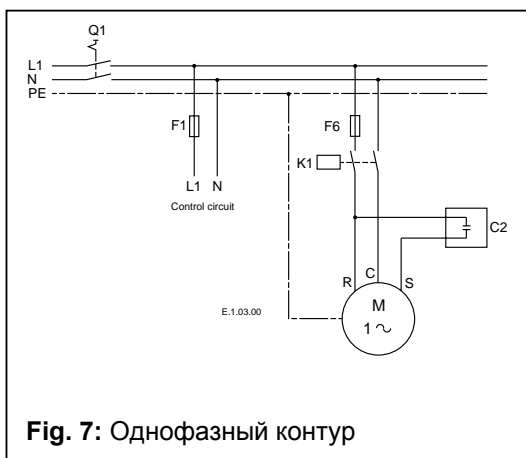 Q1
L1
N
PE
F1
F6
K1
L1 N
Control circuit
C2
R C S
E.1.03.00
M
1 ~
Fig. 7: Однофазный контур